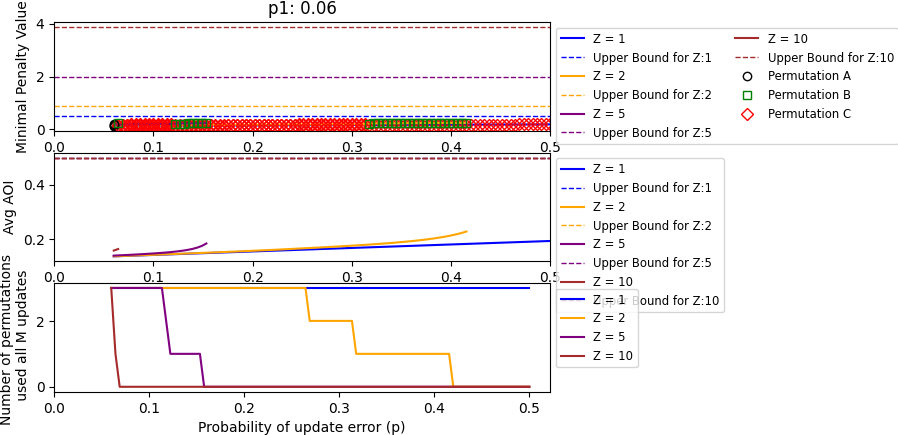 p1: 0.06
Minimal Penalty Value
4
2
0
0.0 0.1 0.2 0.3 0.4 0.5
Z = 1
Upper Bound for Z:1
Z = 2
Upper Bound for Z:2
Z = 5
Upper Bound for Z:5
Z = 10
Upper Bound for Z:10
Permutation A
Permutation B
Permutation C
Avg AOI
0.4
0.2
0.0 0.1 0.2 0.3 0.4 0.5
Z = 1
Upper Bound for Z:1
Z = 2
Upper Bound for Z:2
Z = 5
Upper Bound for Z:5
Z = 10
Upper Bound for Z:10
Number of permutations
used all M updates
2
0
0.0 0.1 0.2 0.3 0.4 0.5
Probability of update error (p)
Z = 1
Z = 2
Z = 5
Z = 10